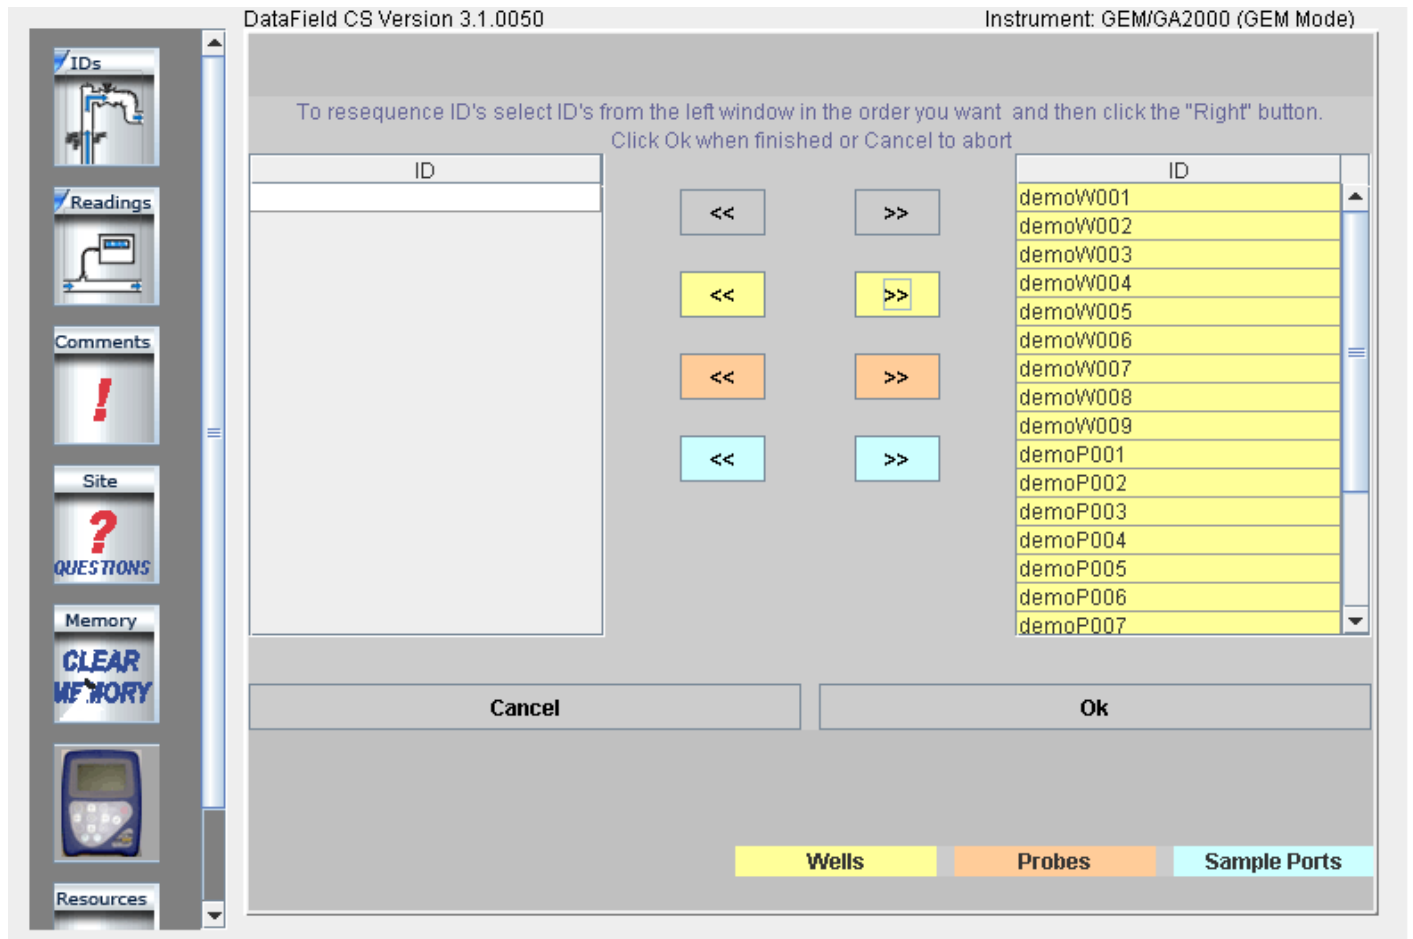 DataField CS Version 3.1.0050
Instrument: GEM/GA2000 (GEM Mode)
IDs
Readings
Comments
!
Site
?
QUESTIONS
Memory
CLEAR
MEMORY
Resources
To resequence ID's select ID's from the left window in the order you want and then click the "Right" button.
Click Ok when finished or Cancel to abort
ID
<< >>
<< >>
<< >>
<< >>
ID
demoW001
demoW002
demoW003
demoW004
demoW005
demoW006
demoW007
demoW008
demoW009
demoP001
demoP002
demoP003
demoP004
demoP005
demoP006
demoP007
Cancel
Ok
Wells
Probes
Sample Ports